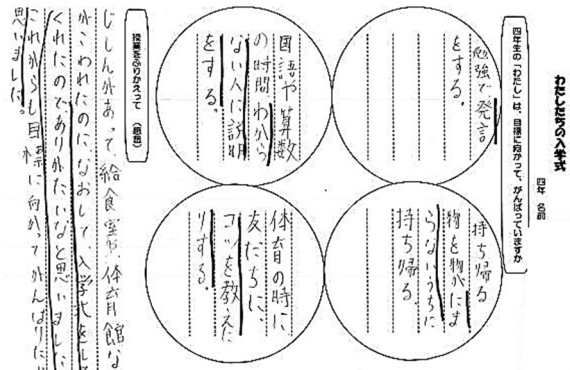 わたしたちの入学式
四年 名前
四年生の「わたし」は、目標に向かって、がんばっていますか
勉強で発言
をする。
持ち帰る
物を物がにま
らないうちに
持ち帰る。
国語や算数
の時間わから
ない人に説明
をする。
体育の時に
友だちに、
コツを教えた
りする。
授業をふりかえって（感想）
じしんがあって給食室や、体育館な
がこわれたのになおして、入学式をし
くれたのでありがたいなと思いました
これからも目標に向かってがんばりた
思いました。